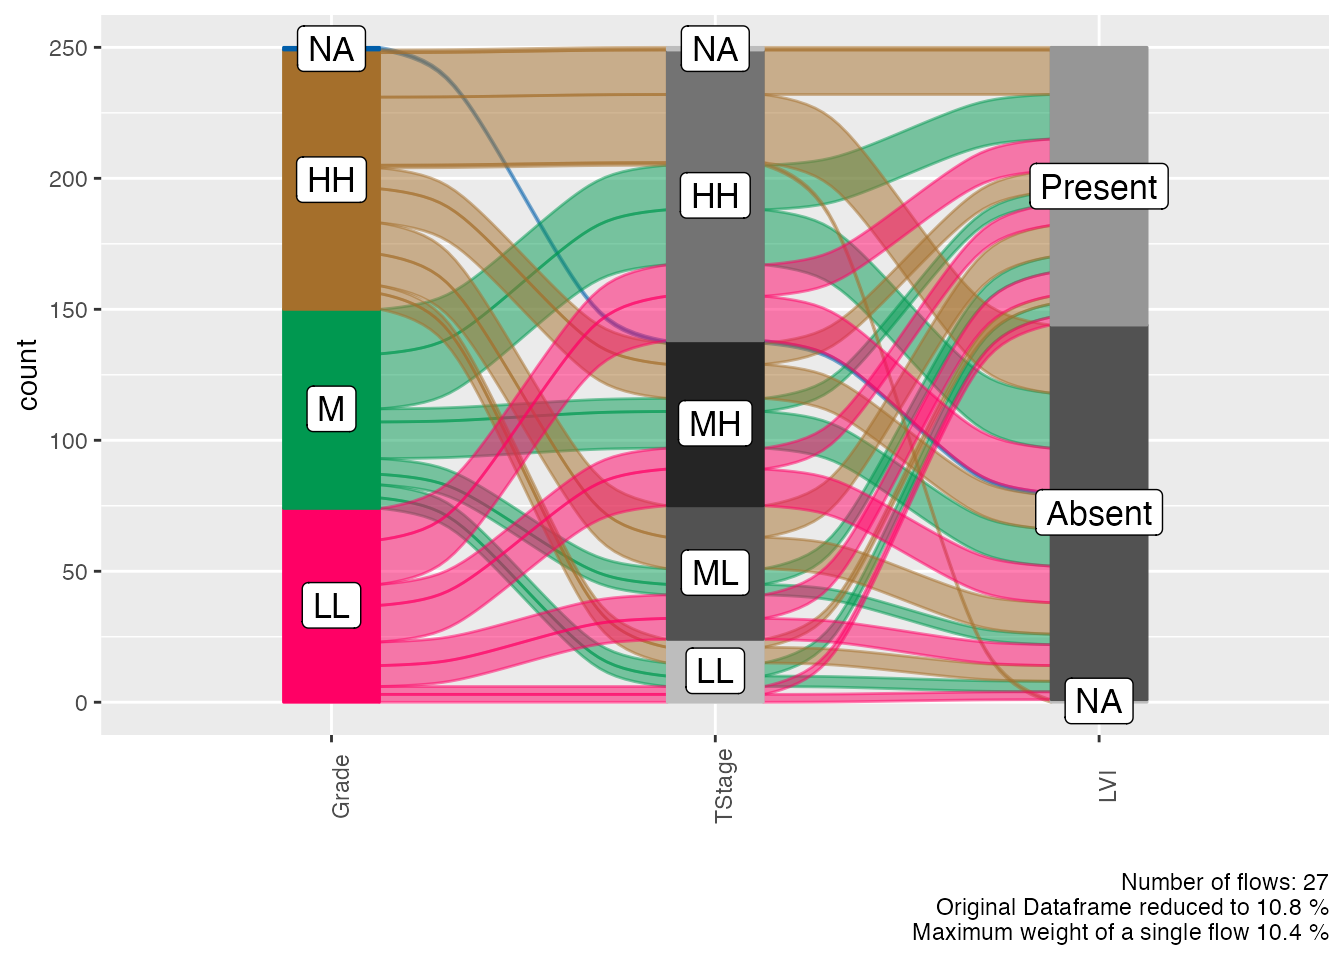 count
250
200
150
100
50
0
NA
HH
M
LL
NA
HH
MH
ML
LL
Present
Absent
NA
Grade
TStage
LVI
Number of flows: 27
Original Dataframe reduced to 10.8 %
Maximum weight of a single flow 10.4 %